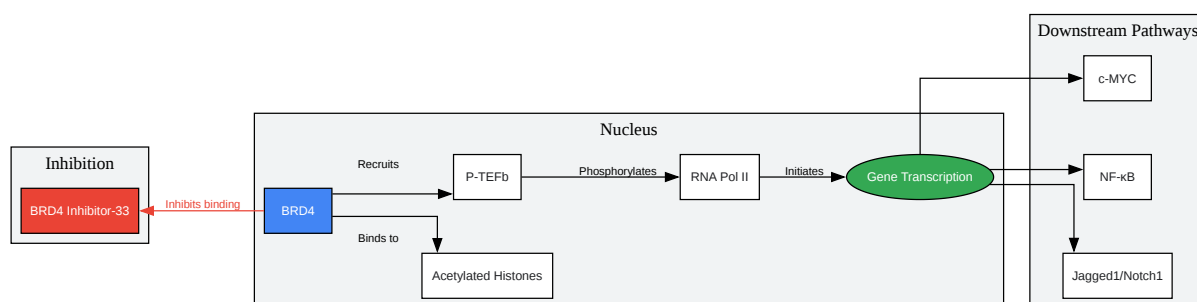 Downstream Pathways
c-MYC
Nucleus
Inhibition
Recruits
P-TEFb
Phosphorylates
RNA Pol II
Initiates
Gene Transcription
NF-κB
BRD4 Inhibitor-33
Inhibits binding
BRD4
Binds to
Acetylated Histones
Jagged1/Notch1